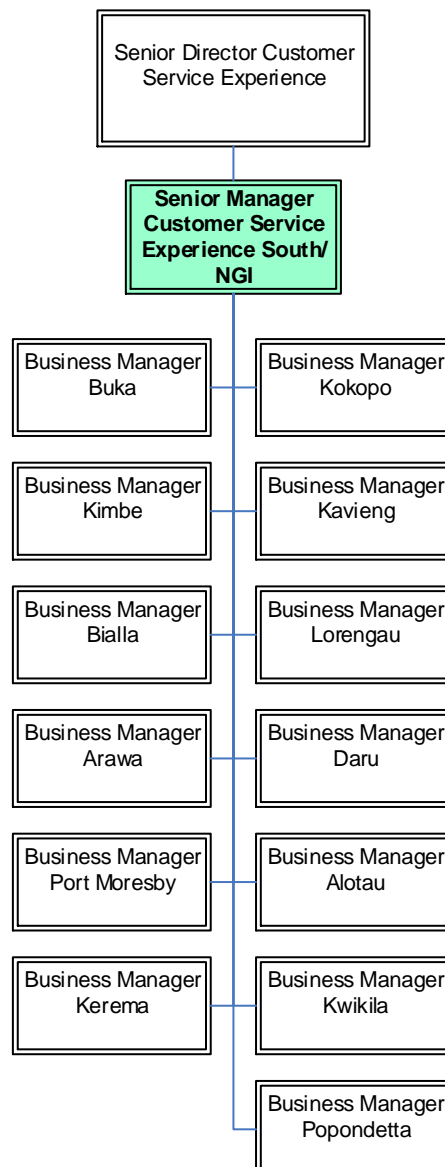 Senior Director Customer
Service Experience
Senior Manager
Customer Service
Experience South/
NGI
Business Manager
Buka
Business Manager
Kokopo
Business Manager
Kimbe
Business Manager
Kavieng
Business Manager
Bialla
Business Manager
Lorengau
Business Manager
Arawa
Business Manager
Daru
Business Manager
Port Moresby
Business Manager
Alotau
Business Manager
Kerema
Business Manager
Kwikila
Business Manager
Popondetta